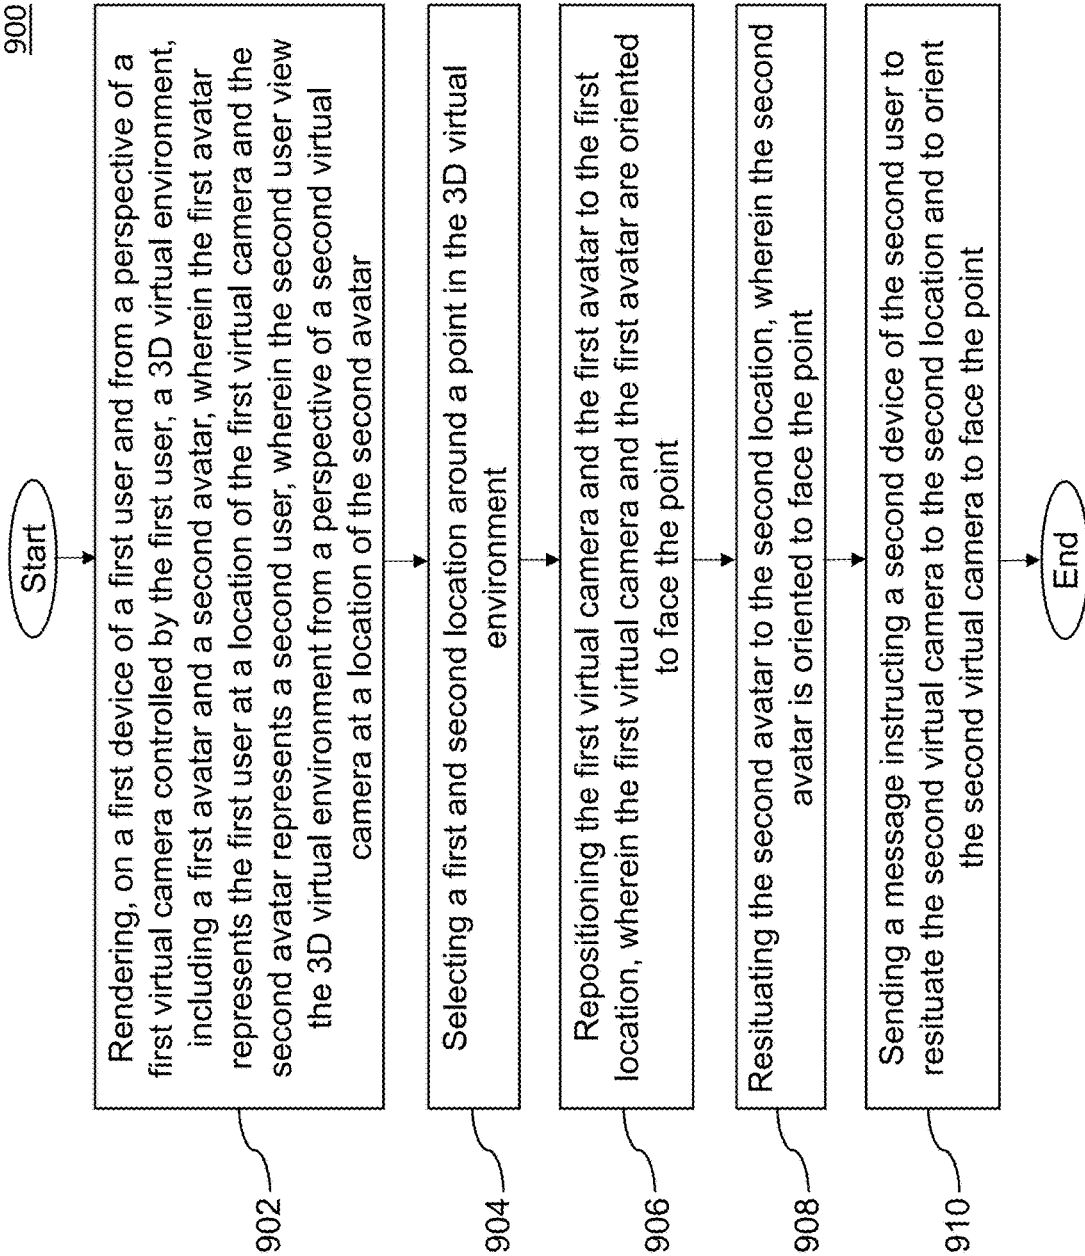 900
Start
Rendering, on a first device of a first user and from a perspective of a
first virtual camera controlled by the first user, a 3D virtual environment,
including a first avatar and a second avatar, wherein the first avatar
represents the first user at a location of the first virtual camera and the
second avatar represents a second user, wherein the second user view
the 3D virtual environment from a perspective of a second virtual
camera at a location of the second avatar
902
Selecting a first and second location around a point in the 3D virtual
environment
904
Repositioning the first virtual camera and the first avatar to the first
location, wherein the first virtual camera and the first avatar are oriented
to face the point
906
Resituating the second avatar to the second location, wherein the second
avatar is oriented to face the point
908
Sending a message instructing a second device of the second user to
resituate the second virtual camera to the second location and to orient
the second virtual camera to face the point
910
End